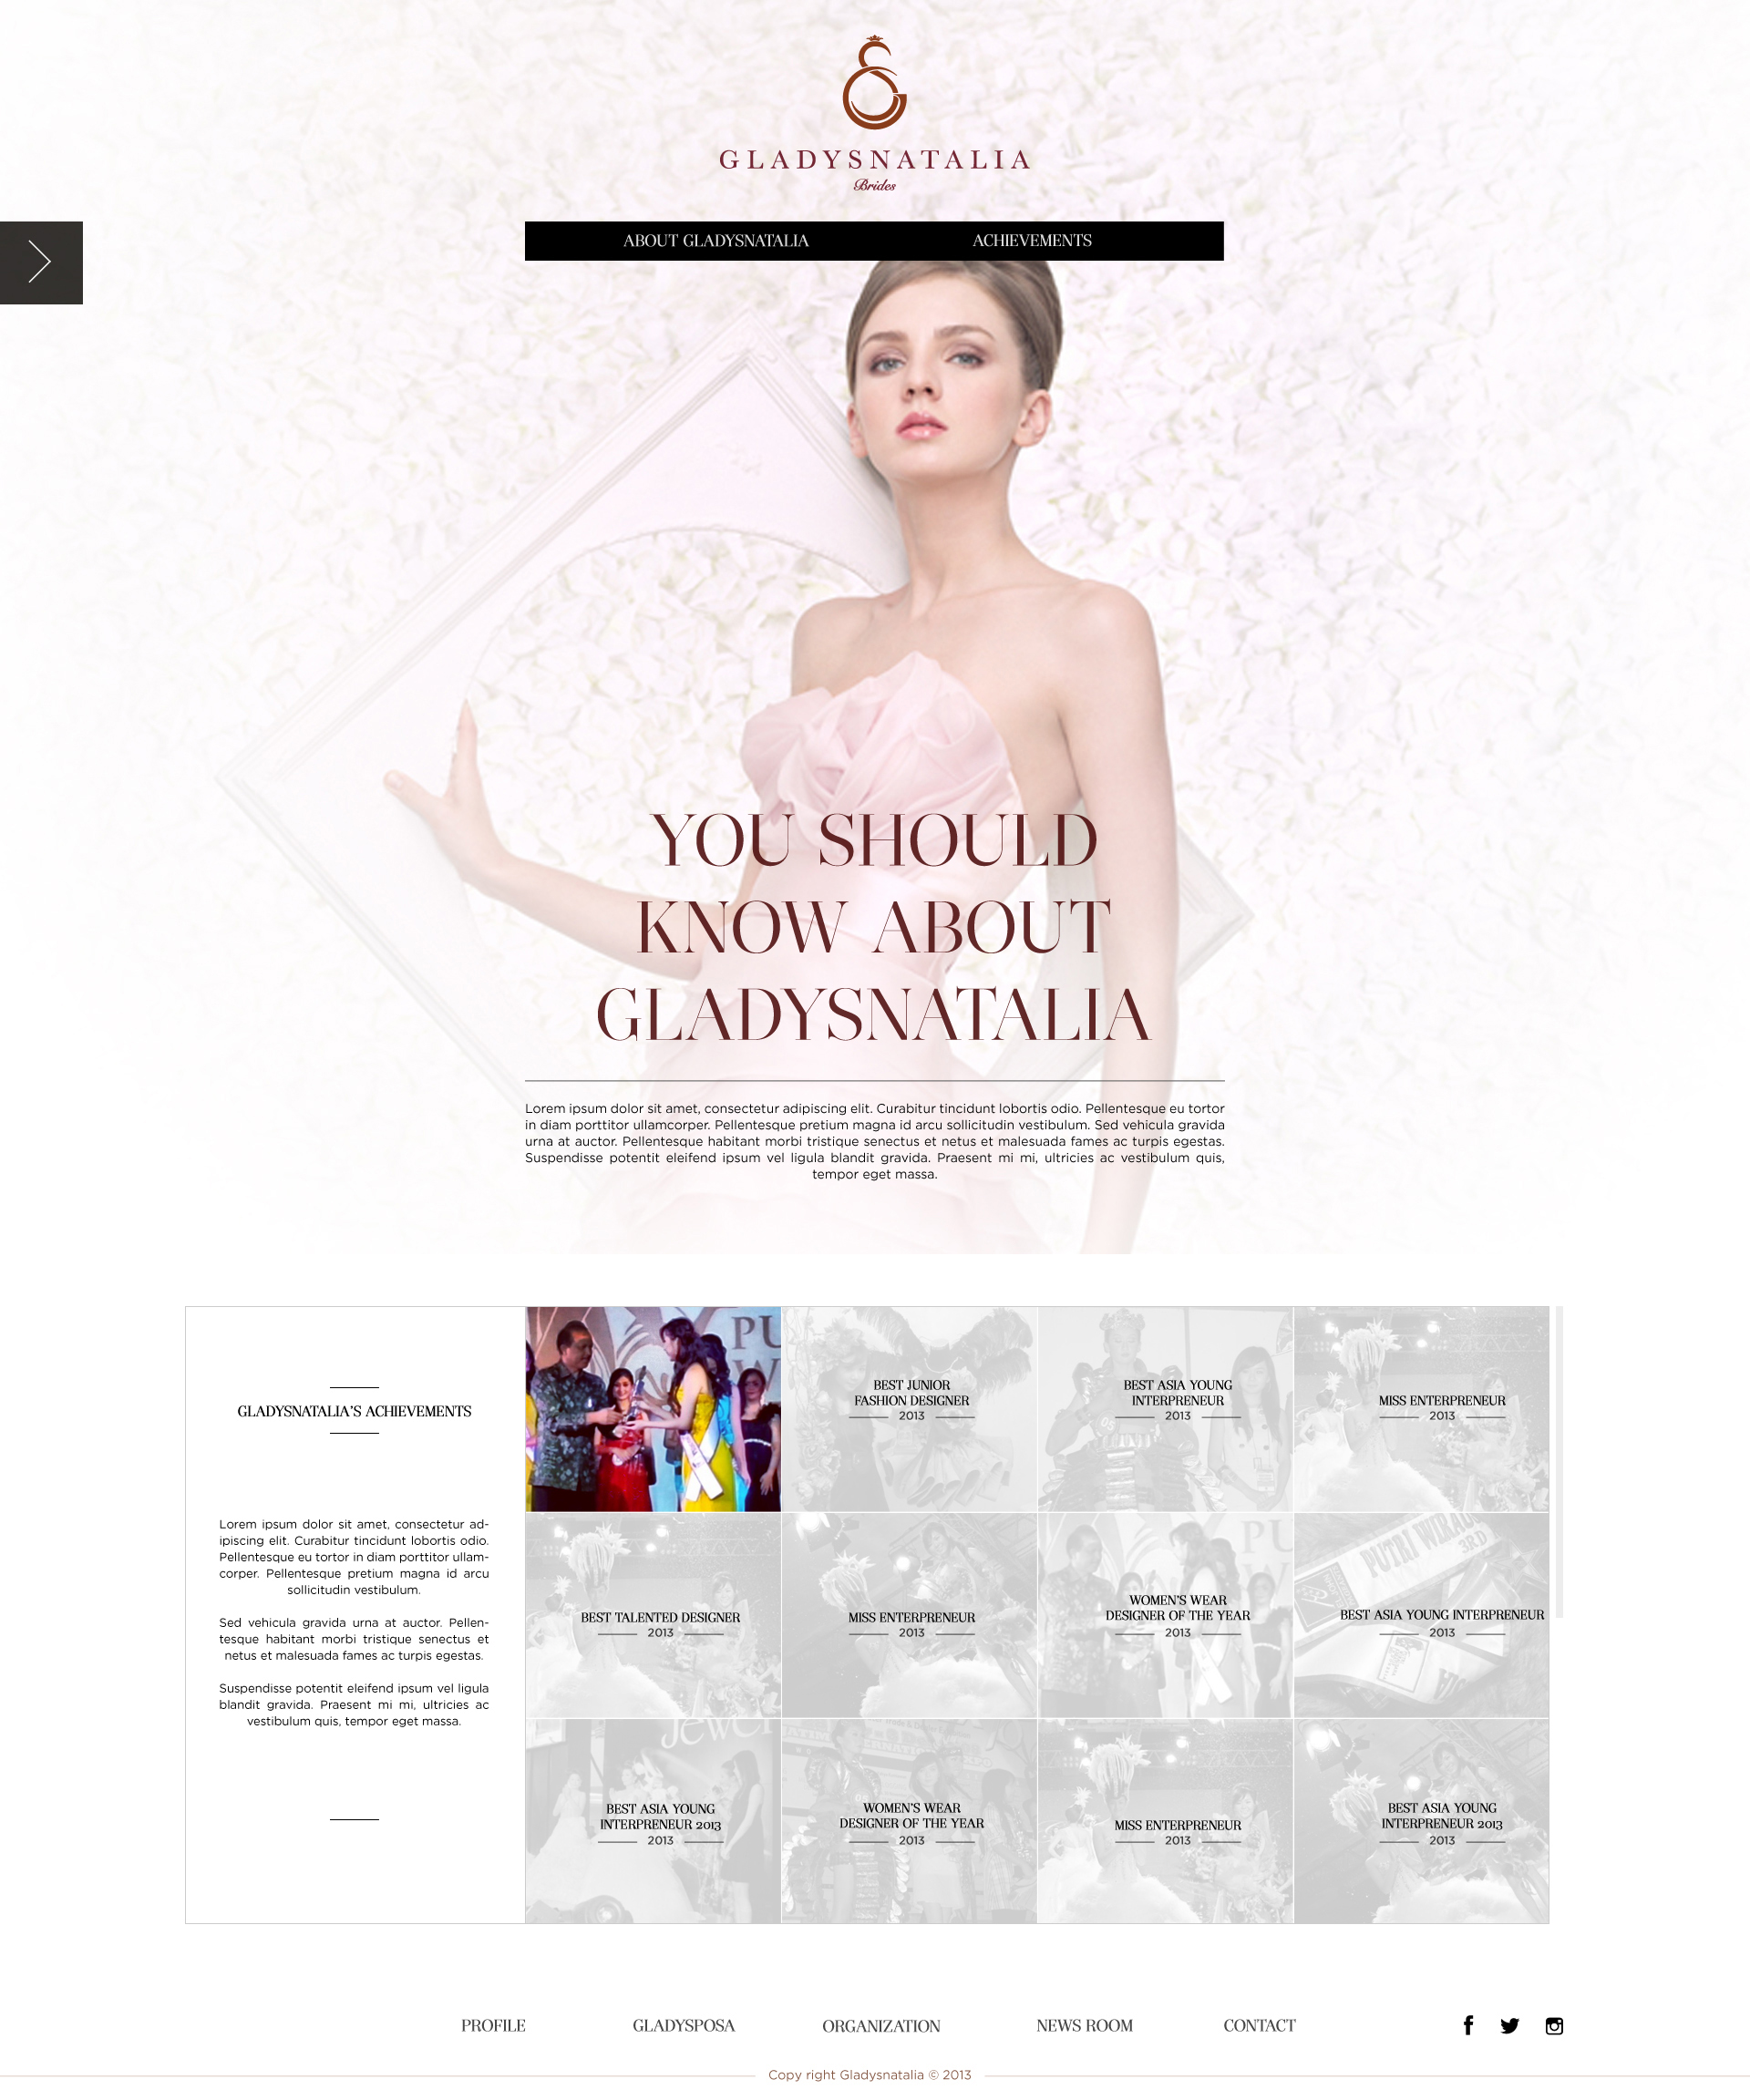 GLADYSNATALIA
Brides
ABOUT GLADYSNATALIA
ACHIEVEMENTS
YOU SHOULD
KNOW ABOUT
GLADYSNATALIA
Lorem ipsum dolor sit amet, consectetur adipiscing elit. Curabitur tincidunt lobortis odio. Pellentesque eu tortor
in diam porttitor ullamcorper. Pellentesque pretium magna id arcu sollicitudin vestibulum. Sed vehicula gravida
urna at auctor. Pellentesque habitant morbi tristique senectus et netus et malesuada fames ac turpis egestas.
Suspendisse potentit eleifend ipsum vel ligula blandit gravida. Praesent mi mi, ultricies ac vestibulum quis,
tempor eget massa.
GLADYSNATALIA'S ACHIEVEMENTS
Lorem ipsum dolor sit amet, consectetur ad-
ipiscing elit. Curabitur tincidunt lobortis odio.
Pellentesque eu tortor in diam porttitor ullam-
corper. Pellentesque pretium magna id arcu
sollicitudin vestibulum.
Sed vehicula gravida urna at auctor. Pellen-
tesque habitant morbi tristique senectus et
netus et malesuada fames ac turpis egestas.
Suspendisse potentit eleifend ipsum vel ligula
blandit gravida. Praesent mi mi, ultricies ac
vestibulum quis, tempor eget massa.
BEST JUNIOR
FASHION DESIGNER
2013
BEST ASIA YOUNG
INTERPRENEUR
2013
MISS ENTERPRENEUR
2013
BEST TALENTED DESIGNER
2013
MISS ENTERPRENEUR
2013
WOMEN'S WEAR
DESIGNER OF THE YEAR
2013
PUTRI
3RD
BEST ASIA YOUNG INTERPRENEUR
2013
BEST ASIA YOUNG
INTERPRENEUR 2013
2013
WOMEN'S WEAR
DESIGNER OF THE YEAR
2013
MISS ENTERPRENEUR
2013
BEST ASIA YOUNG
INTERPRENEUR 2013
2013
PROFILE
GLADYSPOSA
ORGANIZATION
NEWS ROOM
CONTACT
Copy right Gladysnatalia © 2013